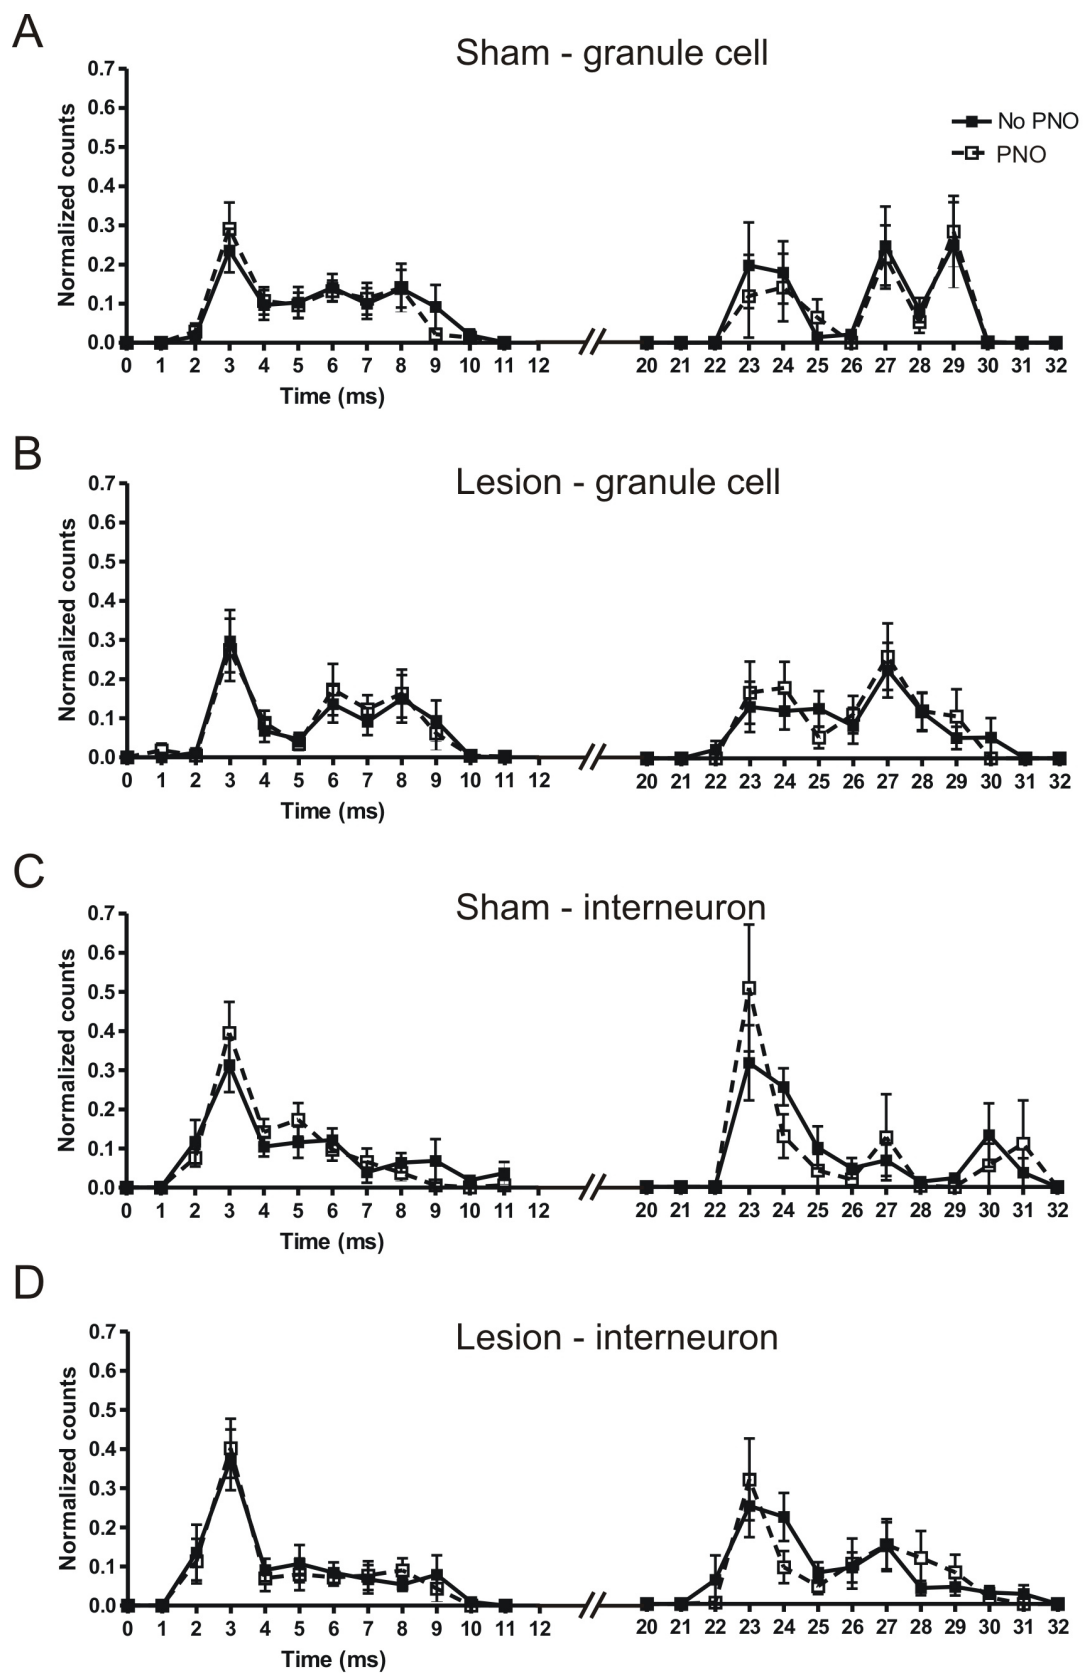 A
Sham - granule cell
Normalized counts
0.7
0.6
0.5
0.4
0.3
0.2
0.1
0.0
No PNO
PNO
0 1 2 3 4 5 6 7 8 9 10 11 12 20 21 22 23 24 25 26 27 28 29 30 31 32
Time (ms)
B
Lesion - granule cell
Normalized counts
0.7
0.6
0.5
0.4
0.3
0.2
0.1
0.0
0 1 2 3 4 5 6 7 8 9 10 11 12 20 21 22 23 24 25 26 27 28 29 30 31 32
Time (ms)
C
Sham - interneuron
Normalized counts
0.7
0.6
0.5
0.4
0.3
0.2
0.1
0.0
0 1 2 3 4 5 6 7 8 9 10 11 12 20 21 22 23 24 25 26 27 28 29 30 31 32
Time (ms)
D
Lesion - interneuron
Normalized counts
0.7
0.6
0.5
0.4
0.3
0.2
0.1
0.0
0 1 2 3 4 5 6 7 8 9 10 11 12 20 21 22 23 24 25 26 27 28 29 30 31 32
Time (ms)